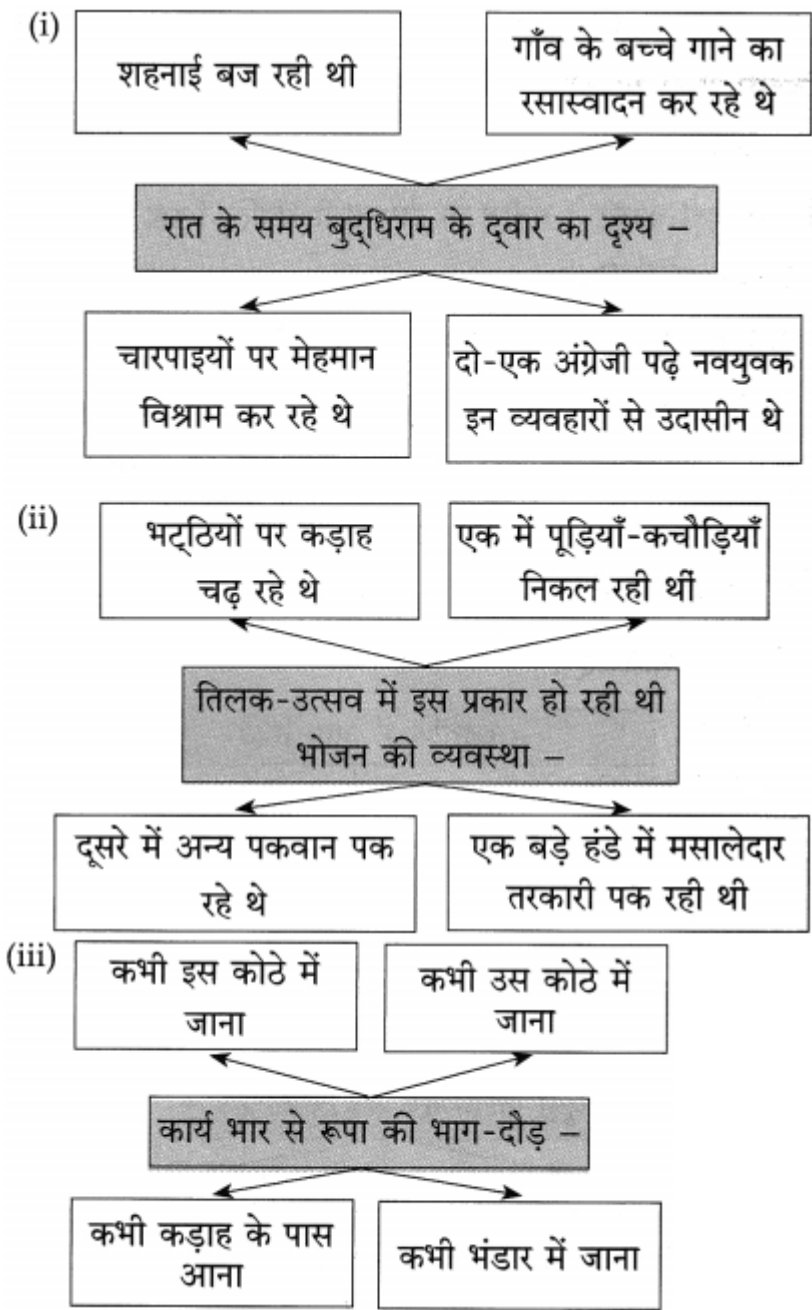 (i)
शहनाई बज रही थी
गाँव के बच्चे गाने का
रसास्वादन कर रहे थे
रात के समय बुद्‌धिराम के द्‌वार का दृश्य –
चारपाइयों पर मेहमान
विश्राम कर रहे थे
दो-एक अंग्रेजी पढ़े नवयुवक
इन व्यवहारों से उदासीन थे
(ii)
भट्‌ठियों पर कड़ाह
चढ़ रहे थे
एक में पूड़ियाँ-कचौड़ियाँ
निकल रही थीं
तिलक-उत्सव में इस प्रकार हो रही थी
भोजन की व्यवस्था –
दूसरे में अन्य पकवान पक
रहे थे
एक बड़े हंडे में मसालेदार
तरकारी पक रही थी
(iii)
कभी इस कोठे में
जाना
कभी उस कोठे में
जाना
कार्य भार से रूपा की भाग-दौड़ –
कभी कड़ाह के पास
आना
कभी भंडार में जाना